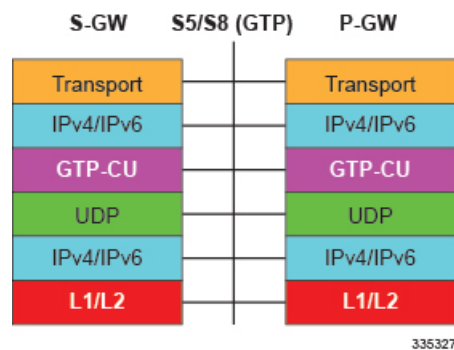 S-GW S5/S8 (GTP) P-GW
Transport Transport
IPv4/IPv6 IPv4/IPv6
GTP-CU GTP-CU
UDP UDP
IPv4/IPv6 IPv4/IPv6
L1/L2 L1/L2
335327